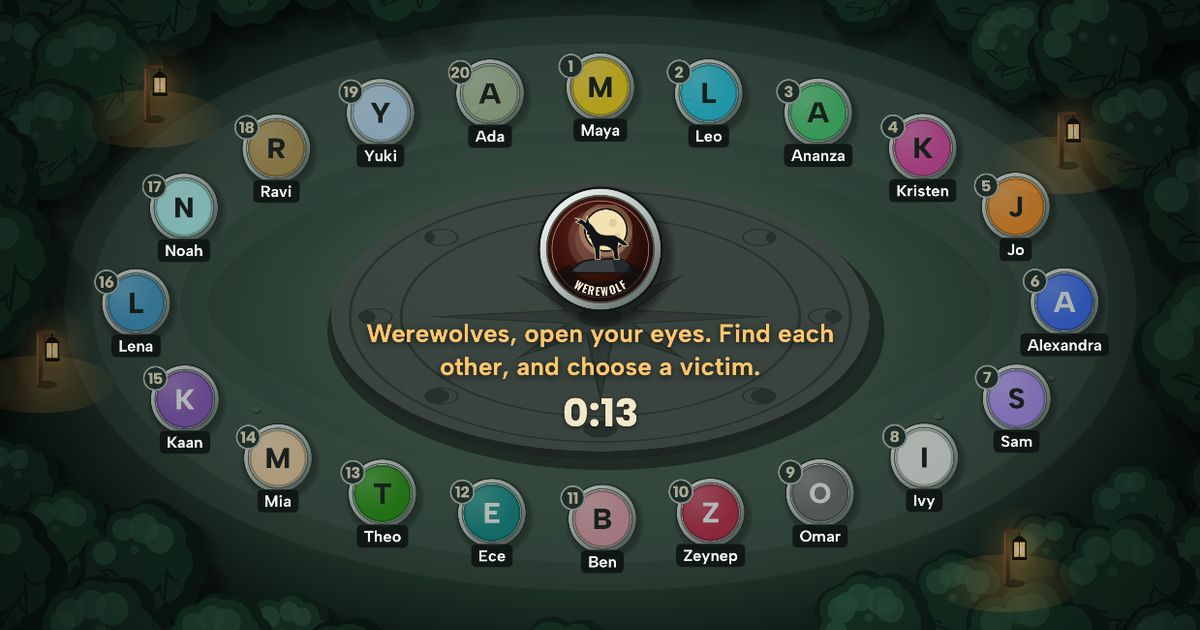 1
M
Maya
2
L
Leo
3
A
Ananza
4
K
Kristen
5
J
Jo
6
A
Alexandra
7
S
Sam
8
I
Ivy
9
O
Omar
10
Z
Zeynep
11
B
Ben
12
E
Ece
13
T
Theo
14
M
Mia
15
K
Kaan
16
L
Lena
17
N
Noah
18
R
Ravi
19
Y
Yuki
20
A
Ada
WEREWOLF
Werewolves, open your eyes. Find each
other, and choose a victim.
0:13